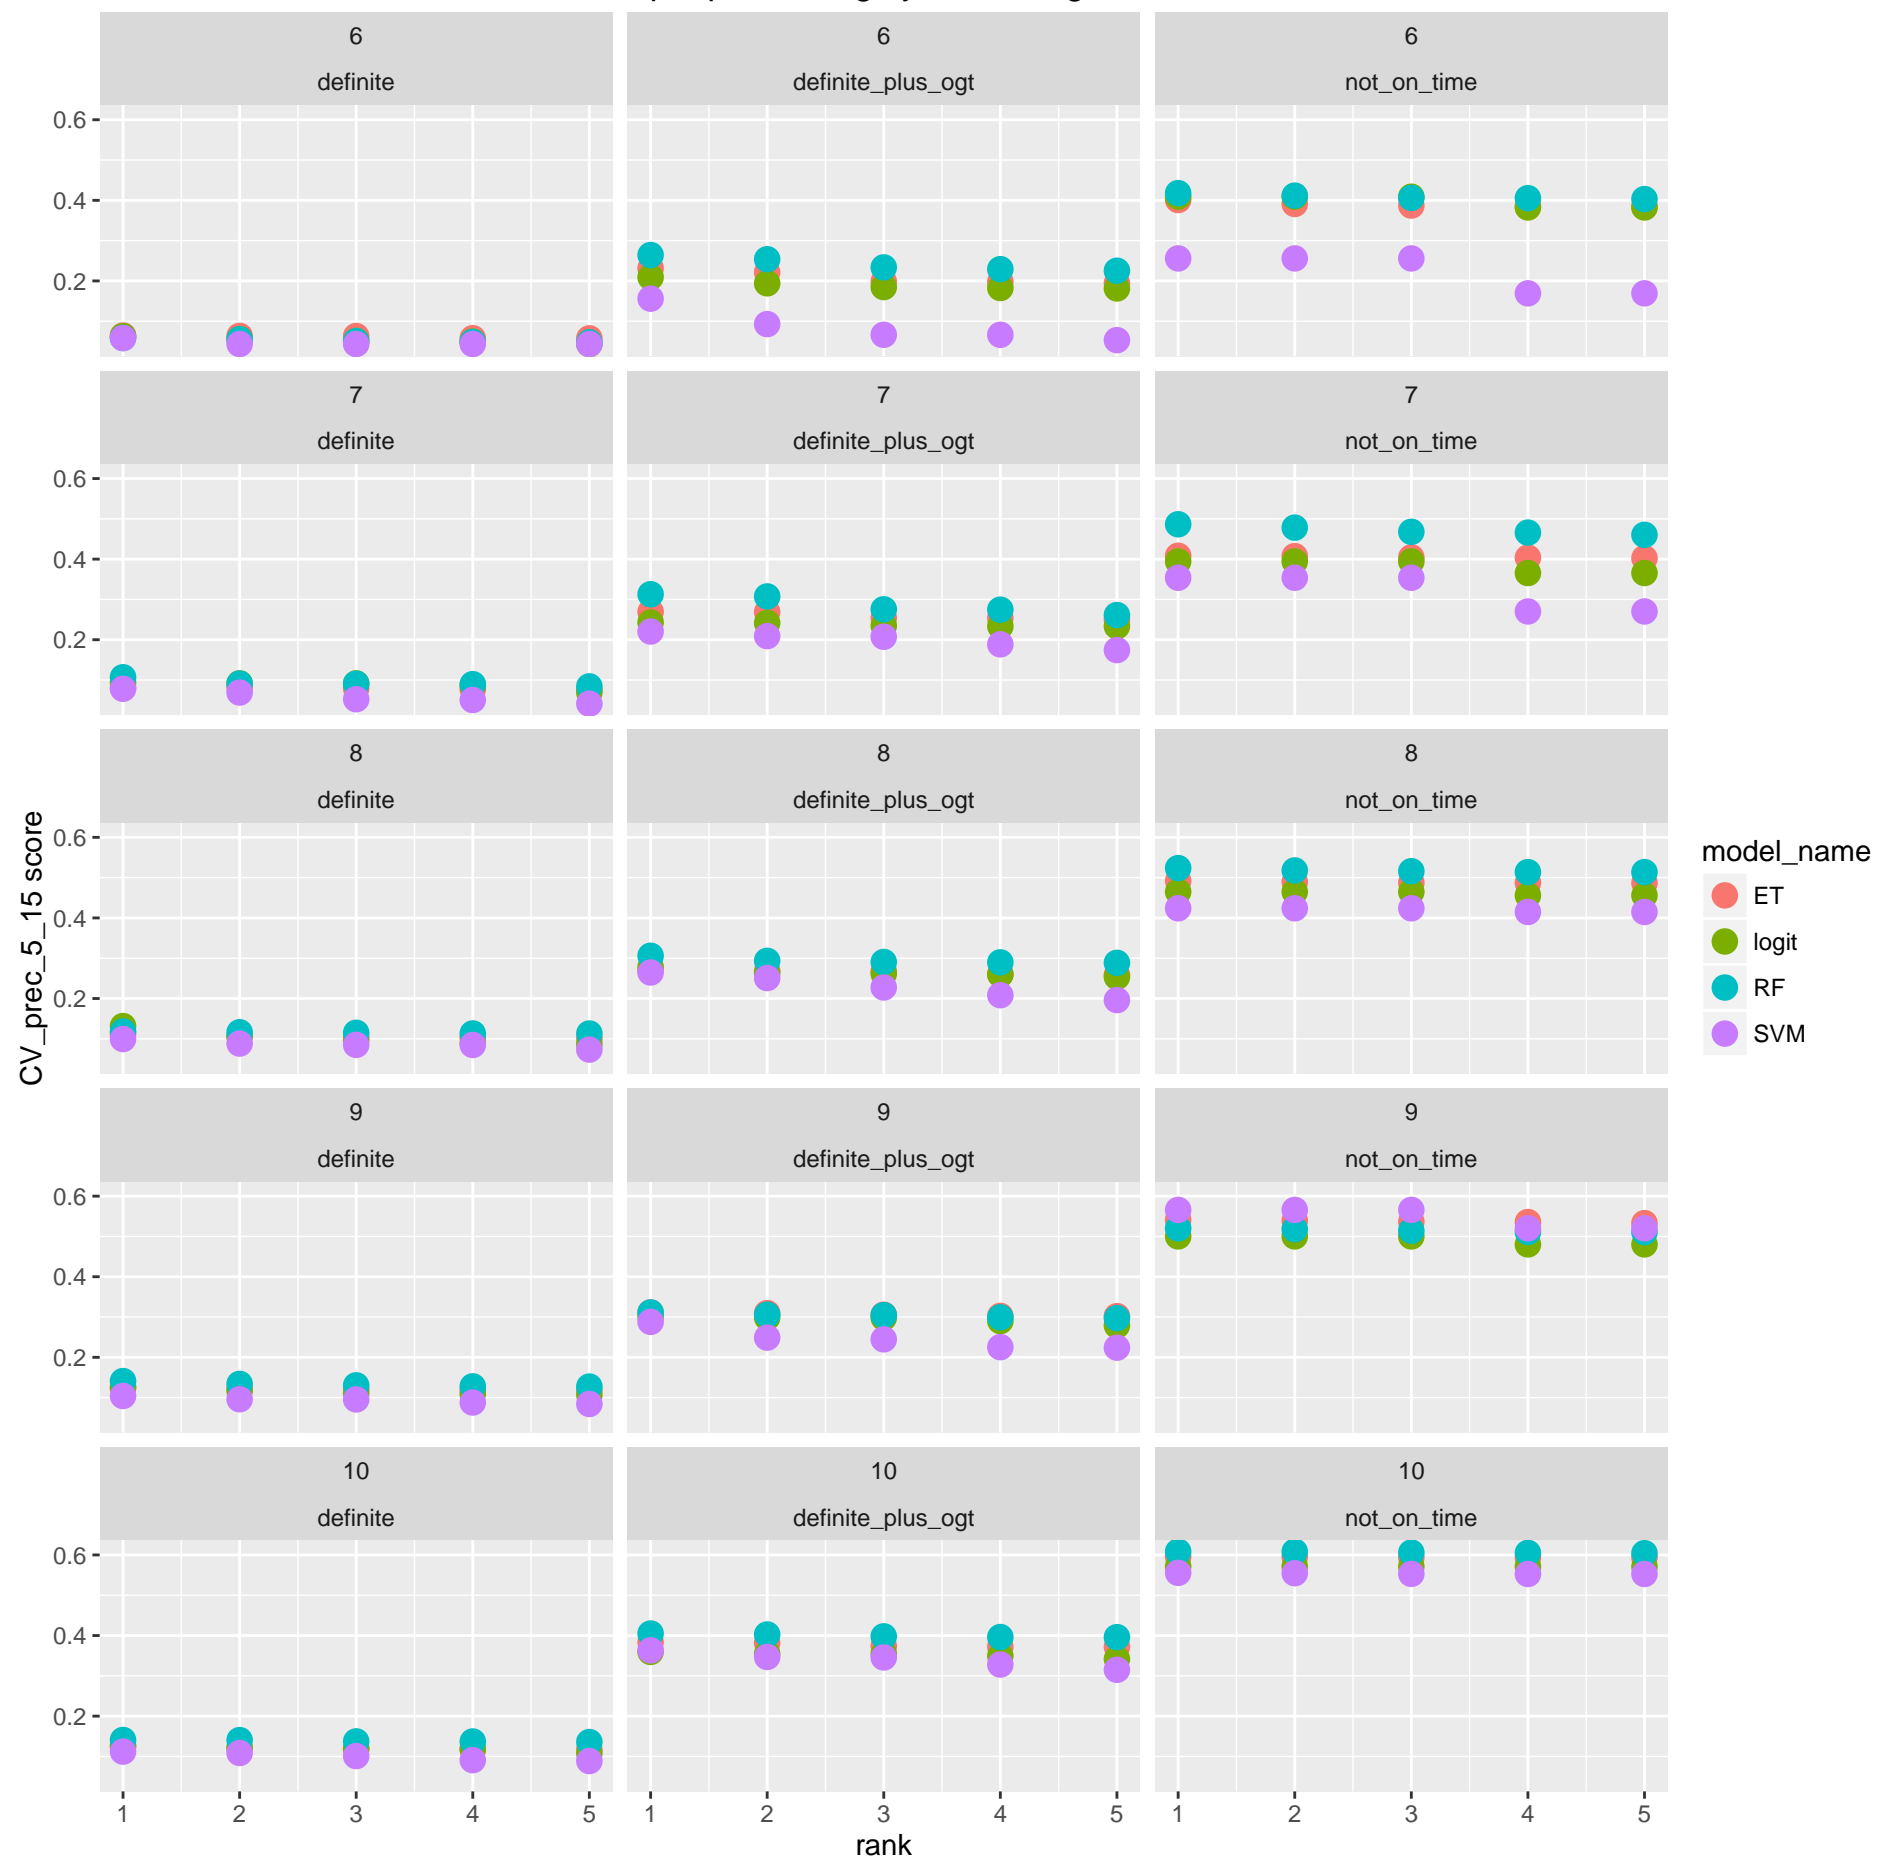 6 6 6
definite definite_plus_ogt not_on_time
0.6
0.4
0.2
7 7 7
definite definite_plus_ogt not_on_time
0.6
0.4
0.2
8 8 8
definite definite_plus_ogt not_on_time
0.6
0.4
0.2
9 9 9
definite definite_plus_ogt not_on_time
0.6
0.4
0.2
10 10 10
definite definite_plus_ogt not_on_time
0.6
0.4
0.2
1 2 3 4 5 1 2 3 4 5 1 2 3 4 5
rank
CV_prec_5_15 score
model_name
ET
logit
RF
SVM